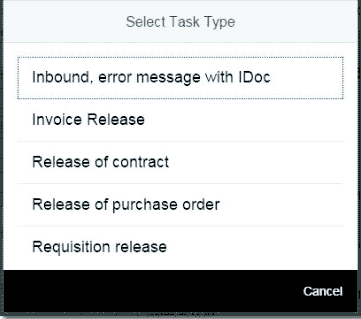 Select Task Type
Inbound, error message with IDoc
Invoice Release
Release of contract
Release of purchase order
Requisition release
Cancel